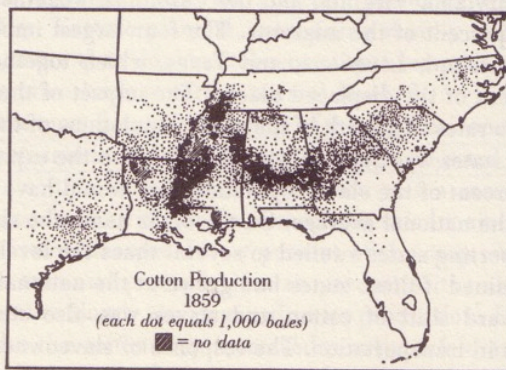 Cotton Production
1859
(each dot equals 1,000 bales)
= no data